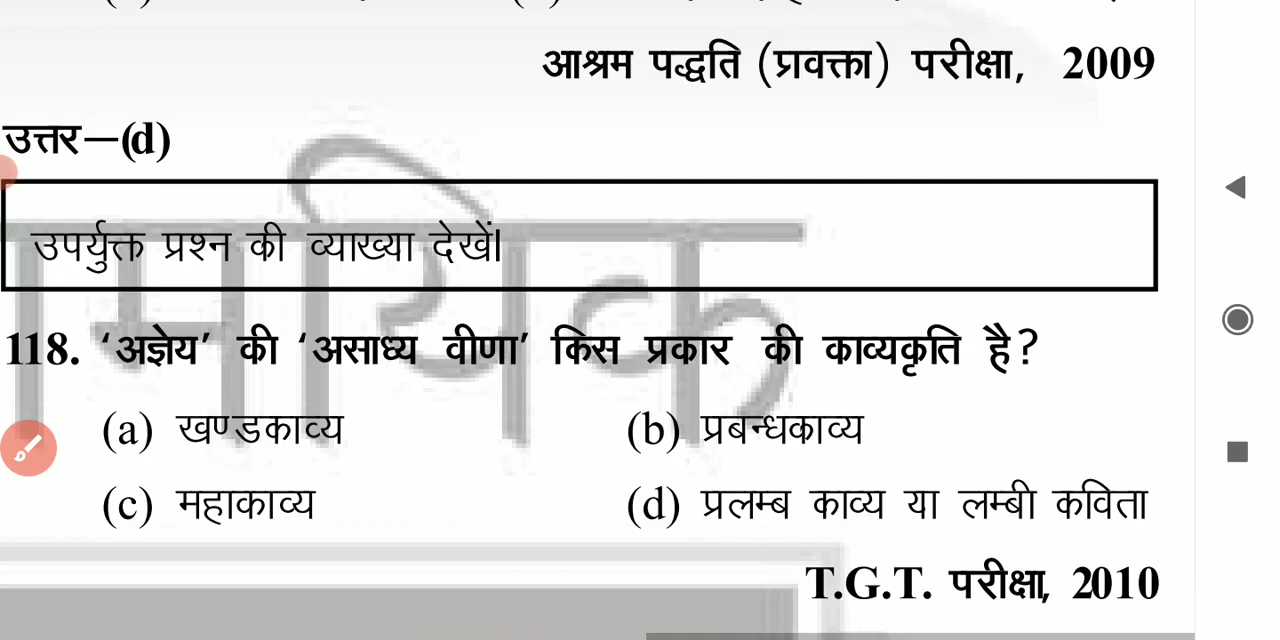 आश्रम पद्धति (प्रवक्ता) परीक्षा, 2009
उत्तर—(d)
उपर्युक्त प्रश्न की व्याख्या देखें।
118. ‘अज्ञेय’ की ‘असाध्य वीणा’ किस प्रकार की काव्यकृति है?
(a) खण्डकाव्य (b) प्रबन्धकाव्य
(c) महाकाव्य (d) प्रलम्ब काव्य या लम्बी कविता
T.G.T. परीक्षा, 2010